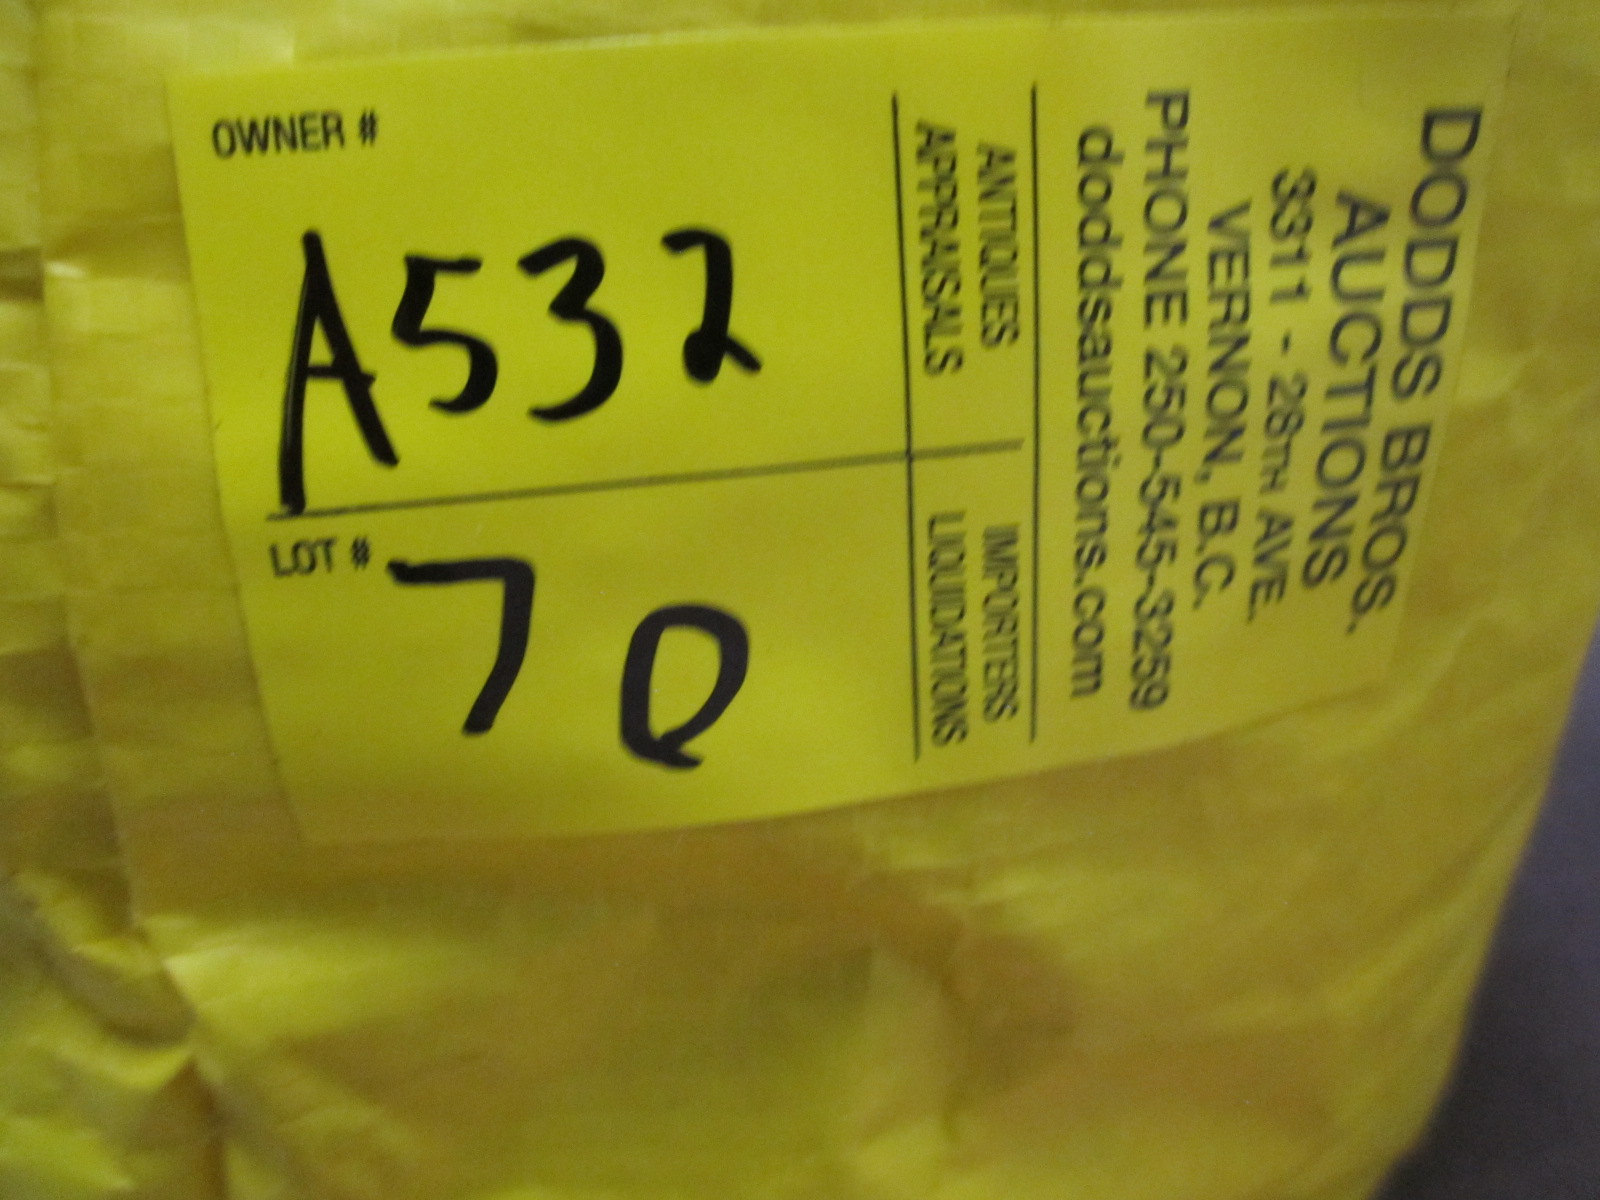 OWNER #
A532
LOT #
70
DODDS BROS.
AUCTIONS
3311 - 28TH AVE.
VERNON, B.C.
PHONE 250-545-3259
doddsauctions.com
ANTIQUES IMPORTERS
APPRAISALS LIQUIDATIONS